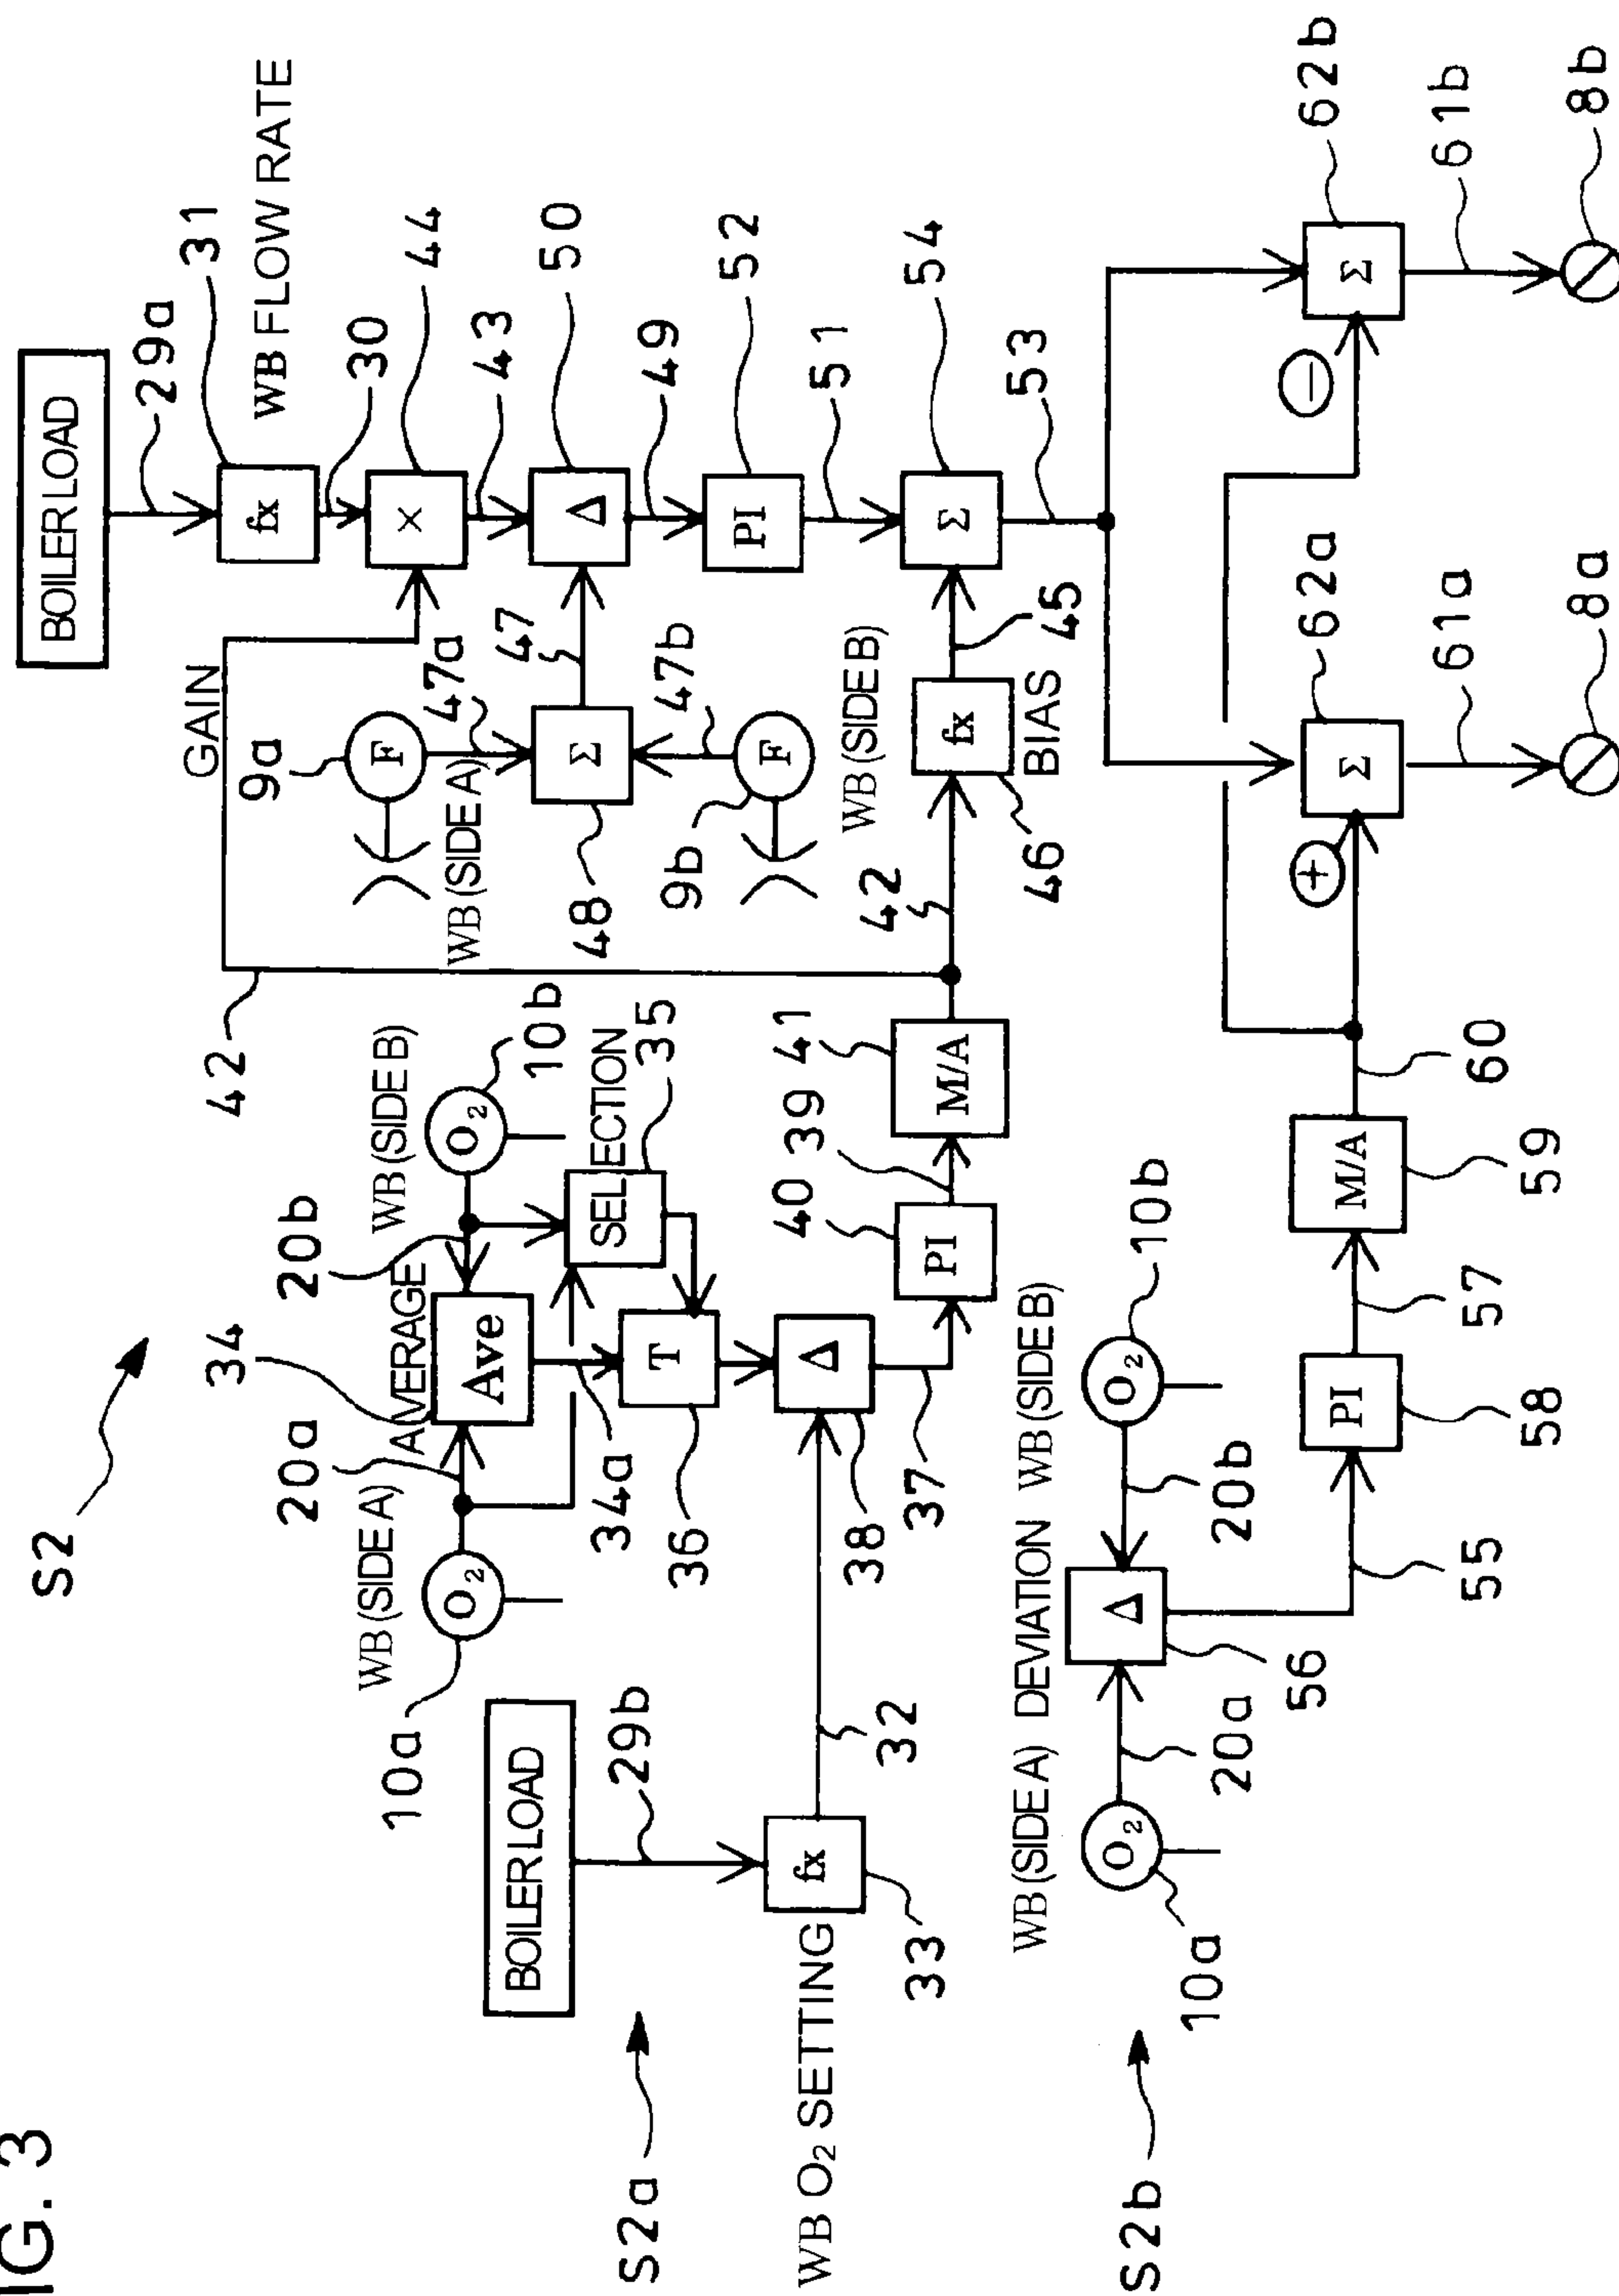 FIG. 3
S2
S2a
S2b
BOILER LOAD
29a
fx
31
WB FLOW RATE
30
×
44
43
GAIN
42
9a
F
47a
WB (SIDE A)
Σ
48
47
47b
F
9b
WB (SIDE B)
Δ
50
49
PI
52
51
Σ
54
53
45
fx
46
BIAS
42
WB (SIDE A)
O2
10a
20a
AVERAGE
Ave
34
20b
WB (SIDE B)
O2
10b
SELECTION
35
34a
T
36
BOILER LOAD
29b
fx
33
WB O2 SETTING
32
Δ
38
37
PI
40
39
M/A
41
WB (SIDE A) DEVIATION WB (SIDE B)
O2
10a
20a
Δ
56
20b
O2
10b
55
PI
58
57
M/A
59
60
+
Σ
62a
61a
8a
−
Σ
62b
61b
8b